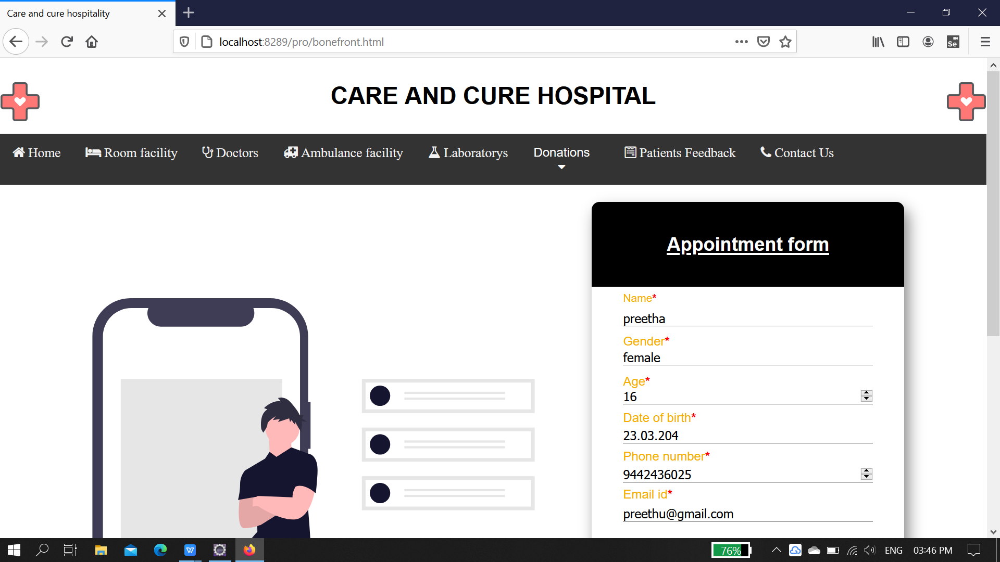 Care and cure hospitality
localhost:8289/pro/bonefront.html
Se
CARE AND CURE HOSPITAL
Home Room facility Doctors Ambulance facility Laboratorys Donations Patients Feedback Contact Us
Appointment form
Name*
preetha
Gender*
female
Age*
16
Date of birth*
23.03.204
Phone number*
9442436025
Email id*
preethu@gmail.com
W 76% ENG 03:46 PM